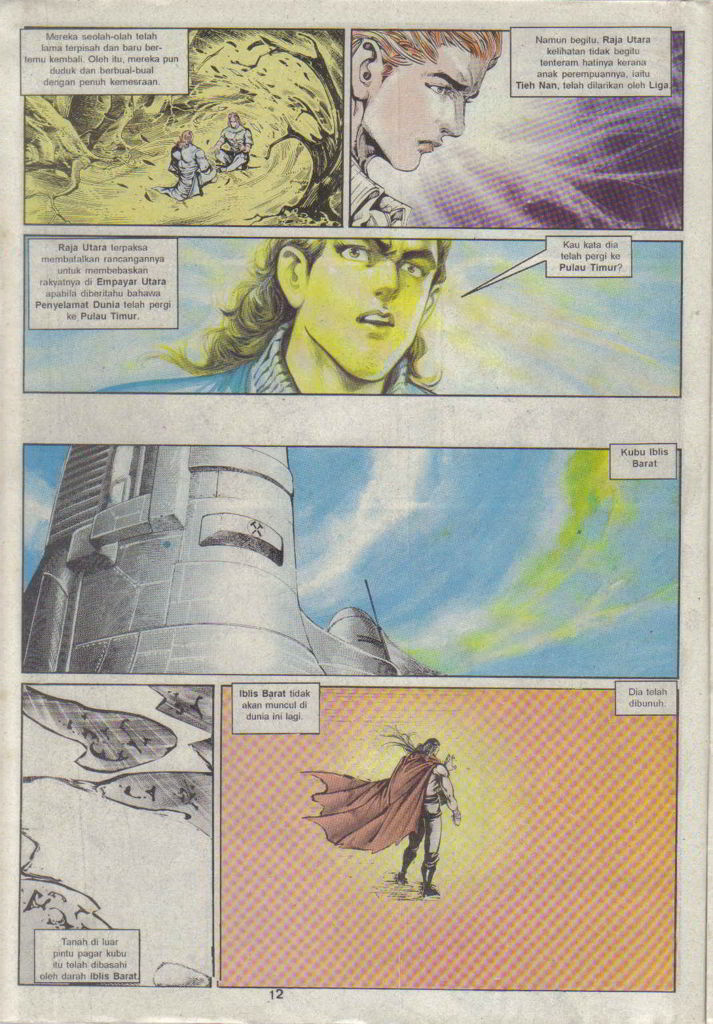 Mereka seolah-olah telah
lama terpisah dan baru ber-
temu kembali. Oleh itu, mereka pun
duduk dan berbual-bual
dengan penuh kemesraan.
Namun begitu, Raja Utara
kelihatan tidak begitu
tenteram hatinya kerana
anak perempuannya, iaitu
Tieh Nan, telah dilarikan oleh Liga.
Raja Utara terpaksa
membatalkan rancangannya
untuk membebaskan
rakyatnya di Empayar Utara
apabila diberitahu bahawa
Penyelamat Dunia telah pergi
ke Pulau Timur.
Kau kata dia
telah pergi ke
Pulau Timur?
Kubu Iblis
Barat
Tanah di luar
pintu pagar kubu
itu telah dibasahi
oleh darah Iblis Barat.
Iblis Barat tidak
akan muncul di
dunia ini lagi.
Dia telah
dibunuh.
12